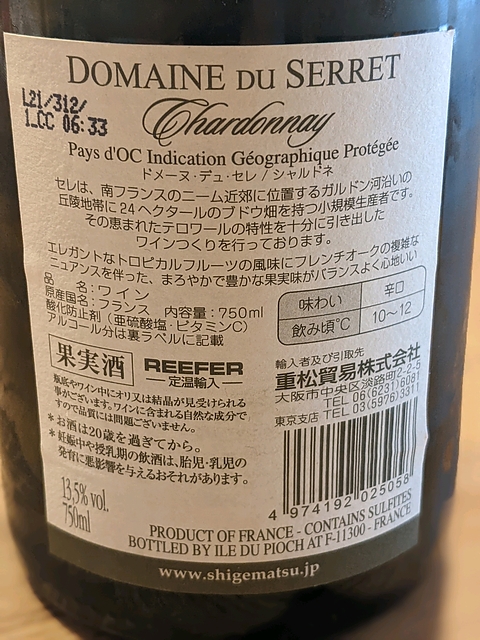 DOMAINE DU SERRET
L21/312/
1_CC 06:33
Chardonnay
Pays d'OC Indication Géographique Protégée
ドメーヌ・デュ・セレ / シャルドネ
セレは、南フランスのニーム近郊に位置するガルドン河沿いの
丘陵地帯に24ヘクタールのブドウ畑を持つ小規模生産者です。
その恵まれたテロワールの特性を十分に引き出した
ワインつくりを行っております。
エレガントなトロピカルフルーツの風味にフレンチオークの複雑な
ニュアンスを伴った、まろやかで豊かな果実味がバランスよく心地いい
品名：ワイン
原産国名：フランス 内容量：750ml
酸化防止剤（亜硫酸塩・ビタミンC）
アルコール分は裏ラベルに記載
味わい 辛口
飲み頃℃ 10〜12
果実酒
REEFER
定温輸入
輸入者及び引取先
重松貿易株式会社
大阪市中央区淡路町2-2-5
TEL 06(6231)6081
東京支店 TEL 03(5976)3311
瓶底やワイン中にオリ又は結晶が見受けられる
事がございます。ワインに含まれる自然な成分で
すので品質には問題ございません。
*お酒は20歳を過ぎてから。
*妊娠中や授乳期の飲酒は、胎児・乳児の
発育に悪影響を与えるおそれがあります。
13,5% vol.
750ml
4 974192 025058
PRODUCT OF FRANCE - CONTAINS SULFITES
BOTTLED BY ILE DU PIOCH AT F-11300 - FRANCE
www.shigematsu.jp